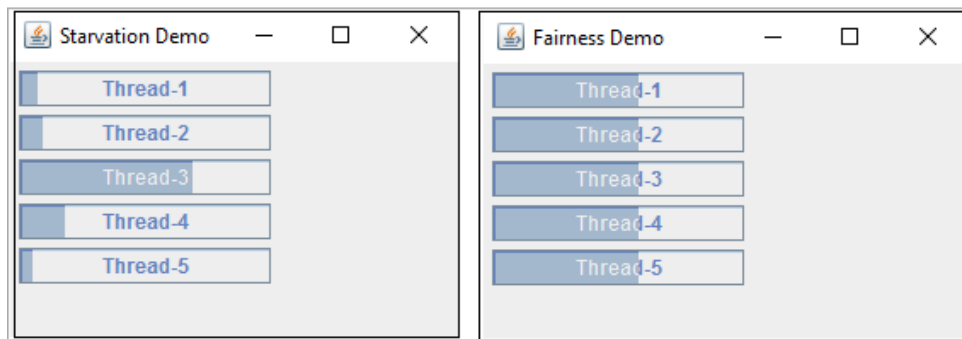 Starvation Demo
Thread-1
Thread-2
Thread-3
Thread-4
Thread-5
Fairness Demo
Thread-1
Thread-2
Thread-3
Thread-4
Thread-5